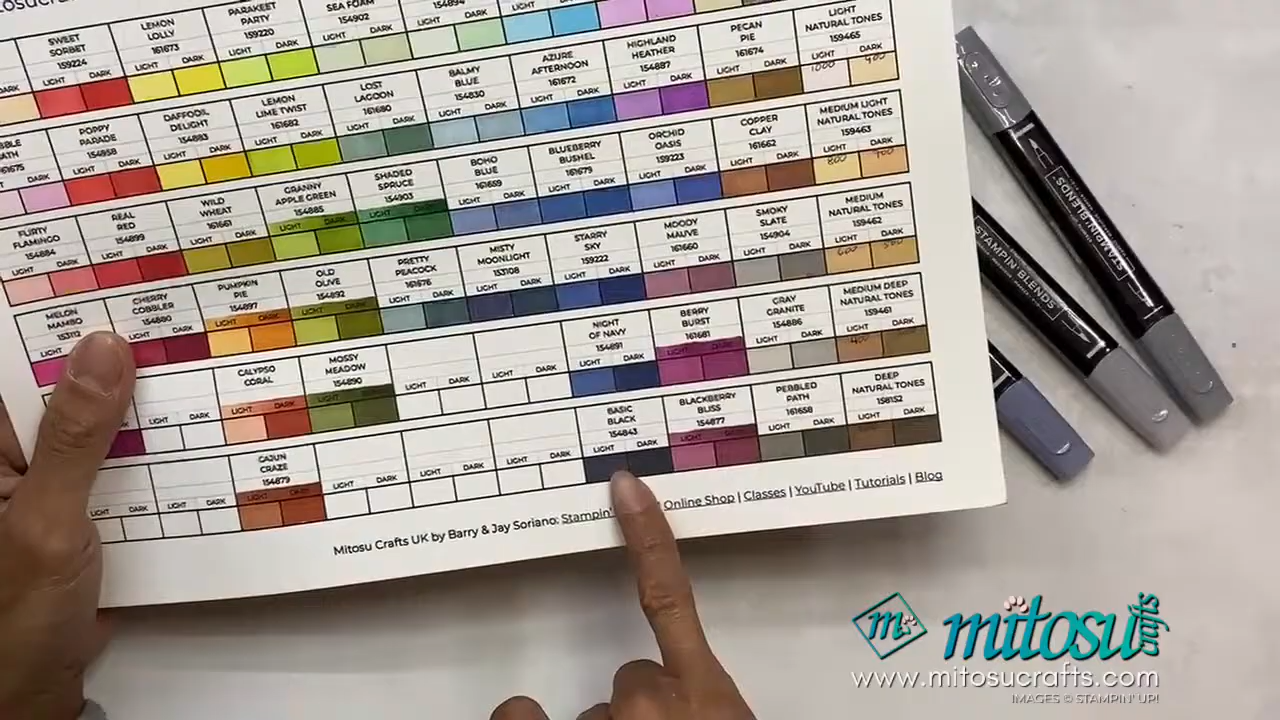 SWEET SORBET 159224 LIGHT DARK
LEMON LOLLY 161673 LIGHT DARK
PARAKEET PARTY 159220 LIGHT DARK
SEA FOAM 154902 LIGHT DARK
154894 LIGHT DARK
LIGHT DARK
LIGHT DARK
PECAN PIE 161674 LIGHT DARK
LIGHT NATURAL TONES 159465 LIGHT DARK 1000 900
POPPY PARADE 154958 LIGHT DARK
DAFFODIL DELIGHT 154883 LIGHT DARK
LEMON LIME TWIST 161682 LIGHT DARK
LOST LAGOON 161680 LIGHT DARK
BALMY BLUE 154830 LIGHT DARK
AZURE AFTERNOON 161672 LIGHT DARK
HIGHLAND HEATHER 154887 LIGHT DARK
COPPER CLAY 161662 LIGHT DARK
MEDIUM LIGHT NATURAL TONES 159463 LIGHT DARK 800 700
FLIRTY FLAMINGO 154884 LIGHT DARK
REAL RED 154899 LIGHT DARK
WILD WHEAT 161661 LIGHT DARK
GRANNY APPLE GREEN 154885 LIGHT DARK
SHADED SPRUCE 154903 LIGHT DARK
BOHO BLUE 161659 LIGHT DARK
BLUEBERRY BUSHEL 161679 LIGHT DARK
ORCHID OASIS 159223 LIGHT DARK
SMOKY SLATE 154904 LIGHT DARK
MEDIUM NATURAL TONES 159462 LIGHT DARK 600 500
MELON MAMBO 153112 LIGHT
CHERRY COBBLER 154880 LIGHT DARK
PUMPKIN PIE 154897 LIGHT DARK
OLD OLIVE 154892 LIGHT DARK
PRETTY PEACOCK 161676 LIGHT DARK
MISTY MOONLIGHT 153108 LIGHT DARK
STARRY SKY 159222 LIGHT DARK
MOODY MAUVE 161660 LIGHT DARK
GRAY GRANITE 154886 LIGHT DARK
MEDIUM DEEP NATURAL TONES 159461 LIGHT DARK 400
DARK
LIGHT DARK
CALYPSO CORAL LIGHT DARK
MOSSY MEADOW 154890 LIGHT DARK
LIGHT DARK
LIGHT DARK
NIGHT OF NAVY 154891 LIGHT DARK
BERRY BURST 161681 LIGHT DARK
PEBBLED PATH 161658 LIGHT DARK
DEEP NATURAL TONES 158152 LIGHT DARK
LIGHT DARK
LIGHT DARK
CAJUN CRAZE 154879 LIGHT DARK
LIGHT DARK
LIGHT DARK
LIGHT DARK
BASIC BLACK 154843 LIGHT DARK
BLACKBERRY BLISS 154877 LIGHT DARK
Mitosu Crafts UK by Barry & Jay Soriano: Stampin' Online Shop | Classes | YouTube | Tutorials | Blog
STAMPIN' BLENDS
STAMPIN' BLENDS
m
mitosu crafts
www.mitosucrafts.com
IMAGES © STAMPIN' UP!